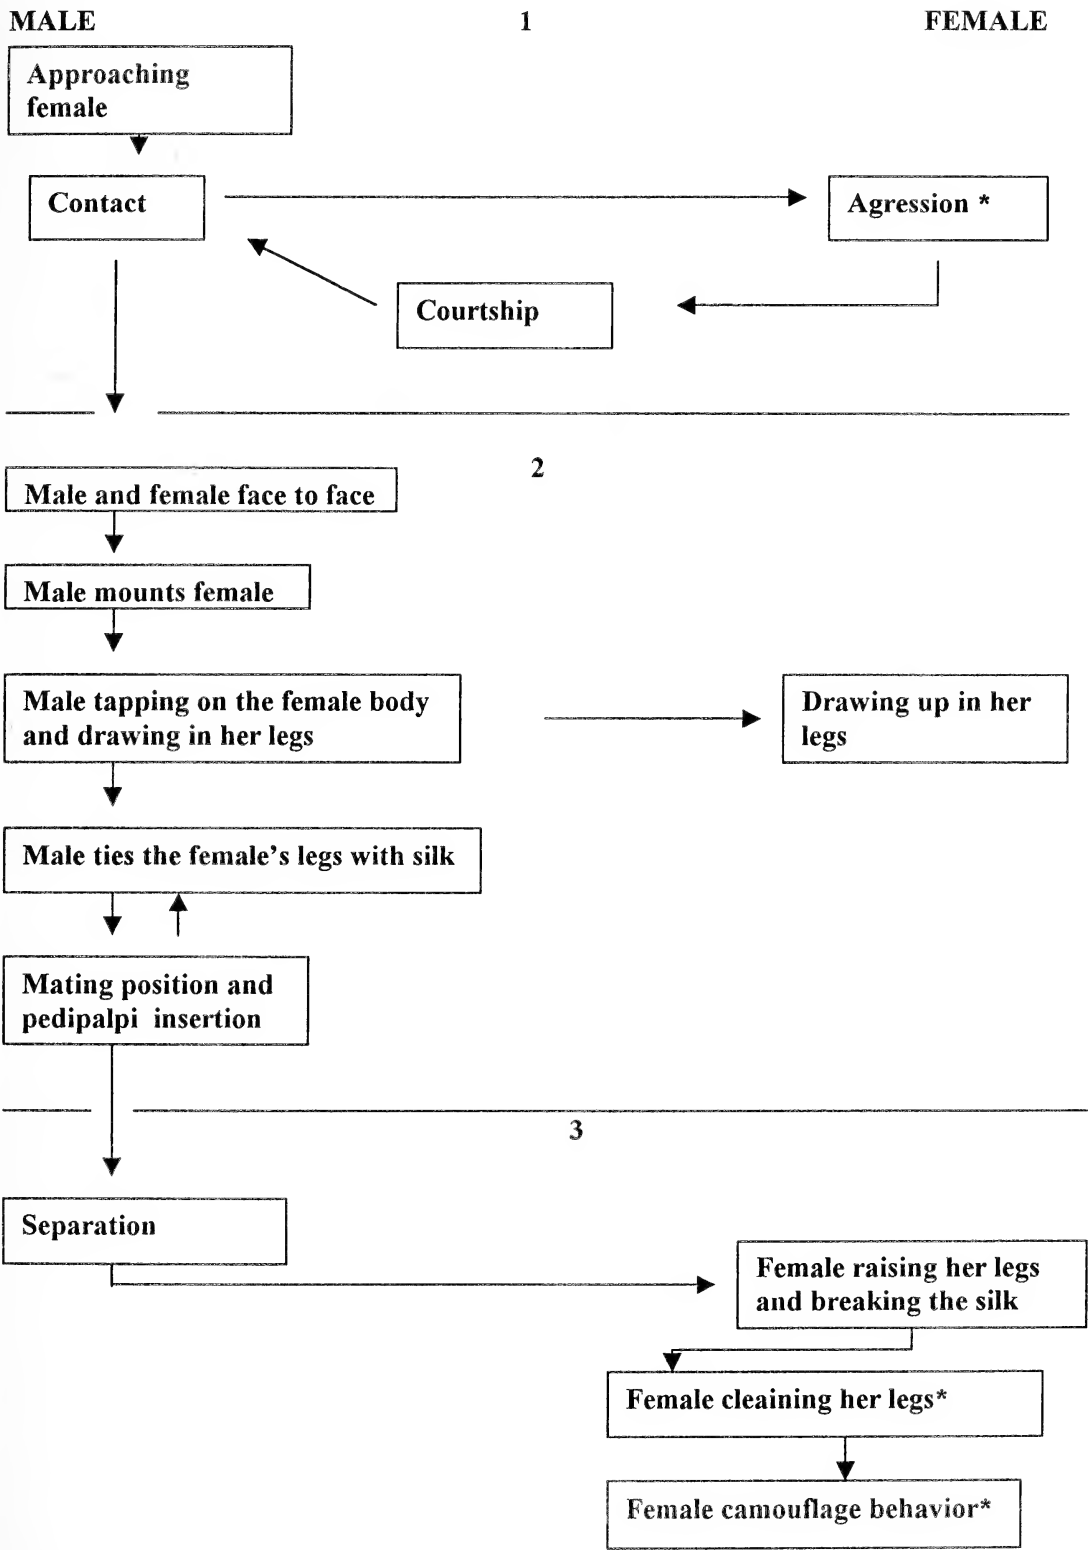 MALE 1 FEMALE
Approaching
female
Contact
Agression *
Courtship
2
Male and female face to face
Male mounts female
Male tapping on the female body
and drawing in her legs
Drawing up in her
legs
Male ties the female's legs with silk
Mating position and
pedipalpi insertion
3
Separation
Female raising her legs
and breaking the silk
Female cleaining her legs*
Female camouflage behavior*